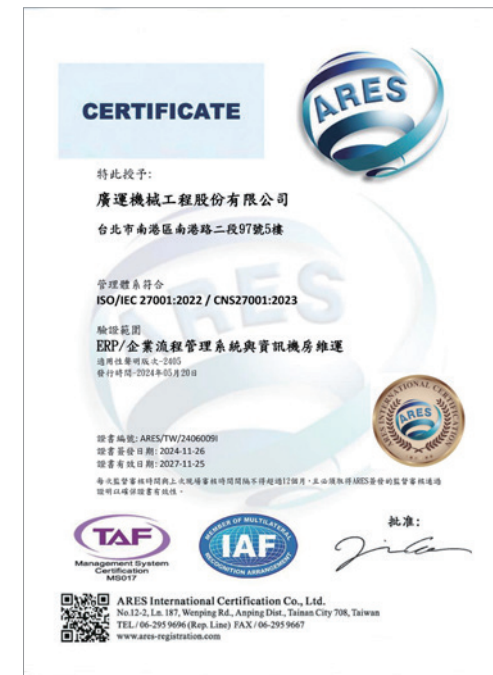 CERTIFICATE
ARES
特此授予:
廣運機械工程股份有限公司
台北市南港區南港路二段97號5樓
管理體系符合
ISO/IEC 27001:2022 / CNS27001:2023
驗證範圍
ERP/企業流程管理系統與資訊機房維運
適用性聲明版次-2405
發行時間-2024年05月20日
ARES INTERNATIONAL CERTIFICATION
ARES
證書編號: ARES/TW/2406009I
證書簽發日期: 2024-11-26
證書有效日期: 2027-11-25
每次監督審核時間與上次現場審核時間間隔不得超過12個月，且必須取得ARES簽發的監督審核通過
證明以確保證書有效性。
批准:
TAF
Management System
Certification
MS017
MEMBER OF MULTILATERAL
IAF
RECOGNITION ARRANGEMENT
ARES International Certification Co., Ltd.
No.12-2, Ln. 187, Wenping Rd., Anping Dist., Tainan City 708, Taiwan
TEL / 06-295 9696 (Rep. Line) FAX / 06-295 9667
www.ares-registration.com